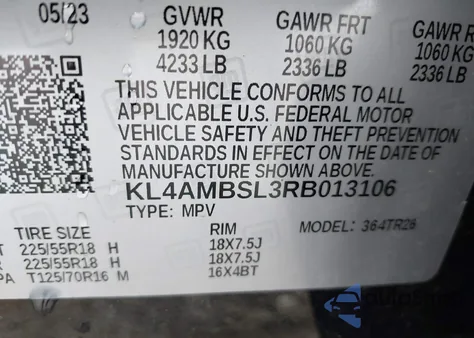 05/23 GVWR GAWR FRT GAWR R
1920 KG 1060 KG 1060 KG
4233 LB 2336 LB 2336 LB
THIS VEHICLE CONFORMS TO ALL
APPLICABLE U.S. FEDERAL MOTOR
VEHICLE SAFETY AND THEFT PREVENTION
STANDARDS IN EFFECT ON THE DATE OF
MANUFACTURE SHOWN ABOVE.
KL4AMBSL3RB013106
TYPE: MPV MODEL: 364TR26
TIRE SIZE RIM
225/55R18 H 18X7.5J
225/55R18 H 18X7.5J
PA T125/70R16 M 16X4BT